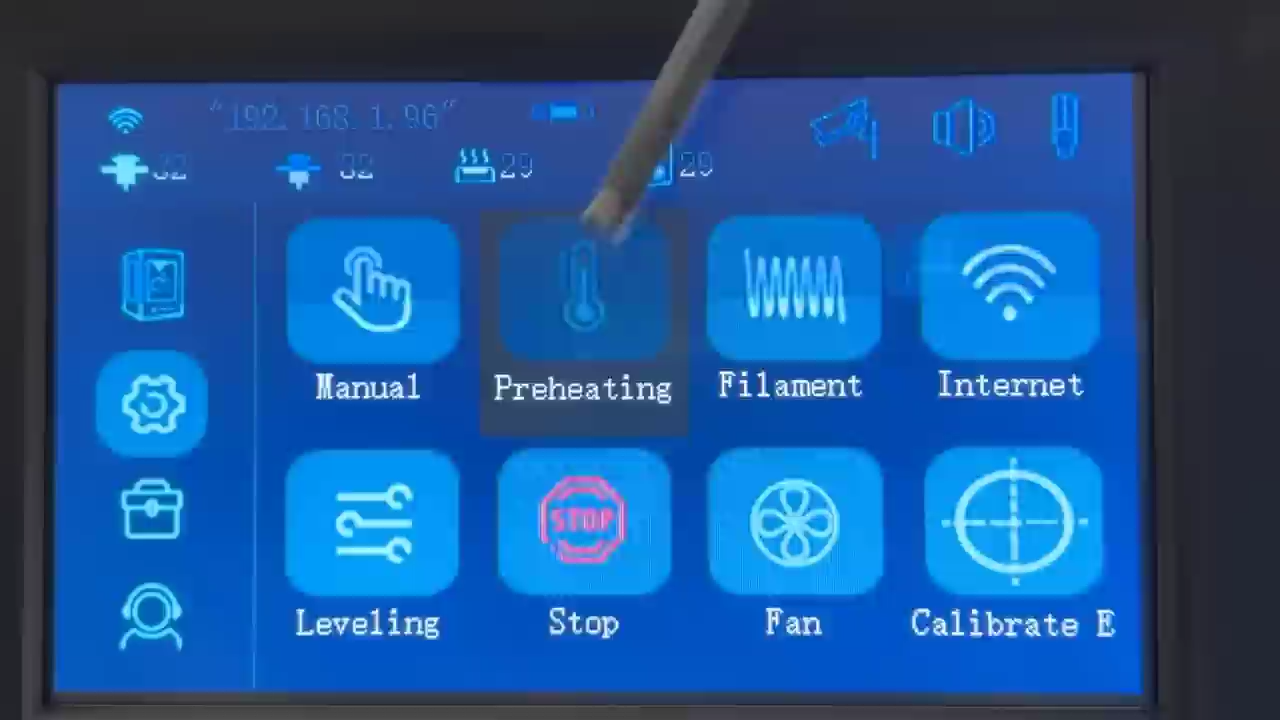 "192.168.1.96"
32 32 29 29
Manual Preheating Filament Internet
STOP
Leveling Stop Fan Calibrate E